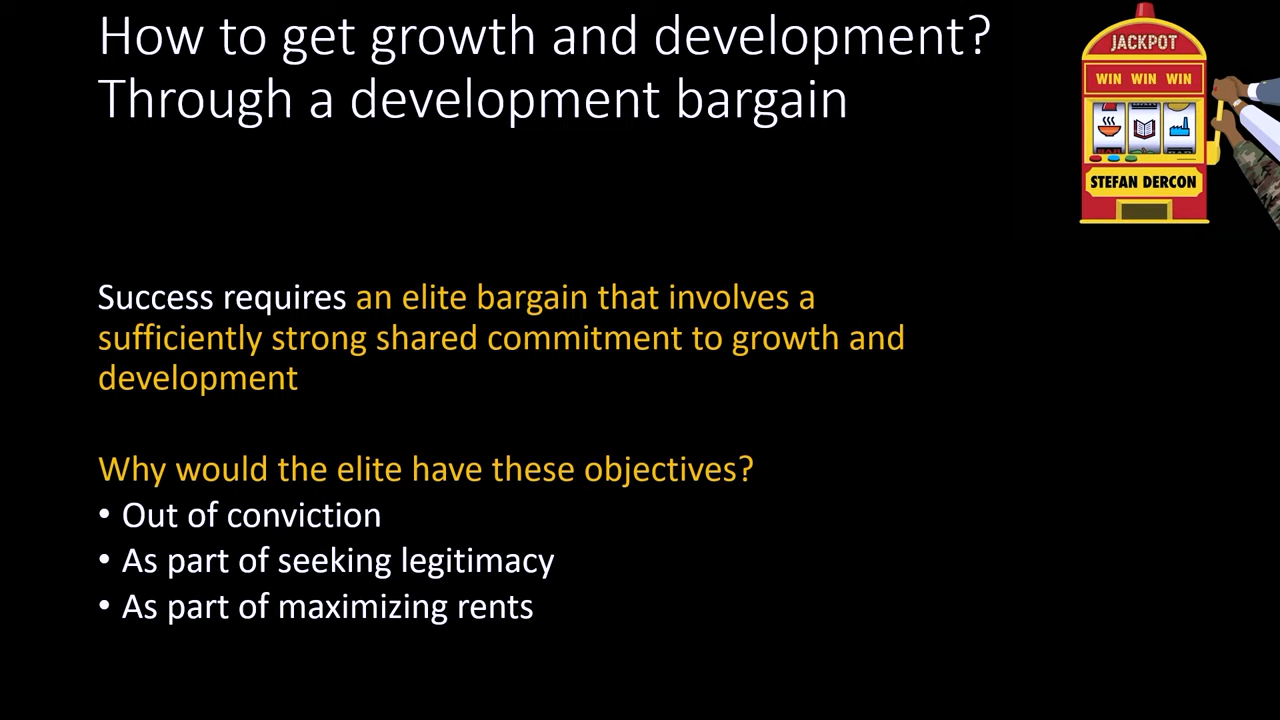 How to get growth and development?
Through a development bargain
JACKPOT
WIN WIN WIN
STEFAN DERCON
Success requires an elite bargain that involves a
sufficiently strong shared commitment to growth and
development
Why would the elite have these objectives?
• Out of conviction
• As part of seeking legitimacy
• As part of maximizing rents